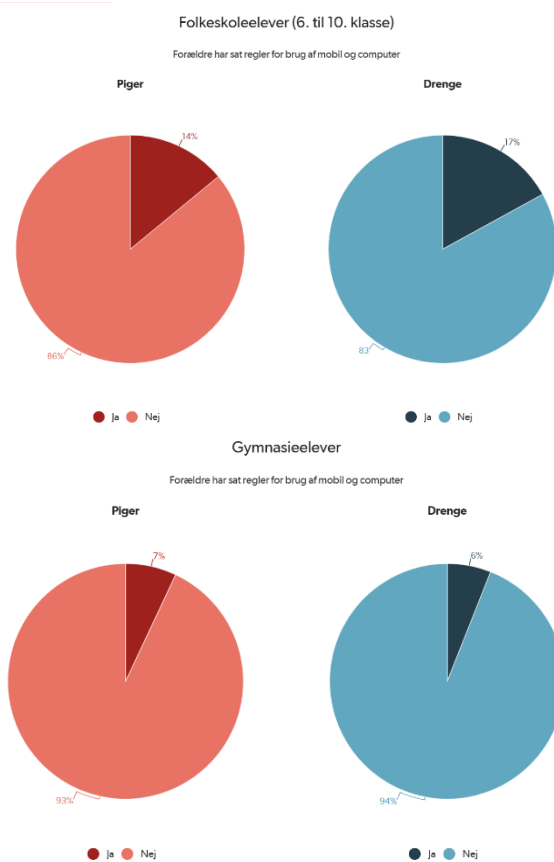 Folkeskoleelever (6. til 10. klasse)
Forældre har sat regler for brug af mobil og computer
Piger
Drenge
14%
17%
86%
83
Ja Nej
Ja Nej
Gymnasieelever
Forældre har sat regler for brug af mobil og computer
Piger
Drenge
7%
6%
93%
94%
Ja Nej
Ja Nej